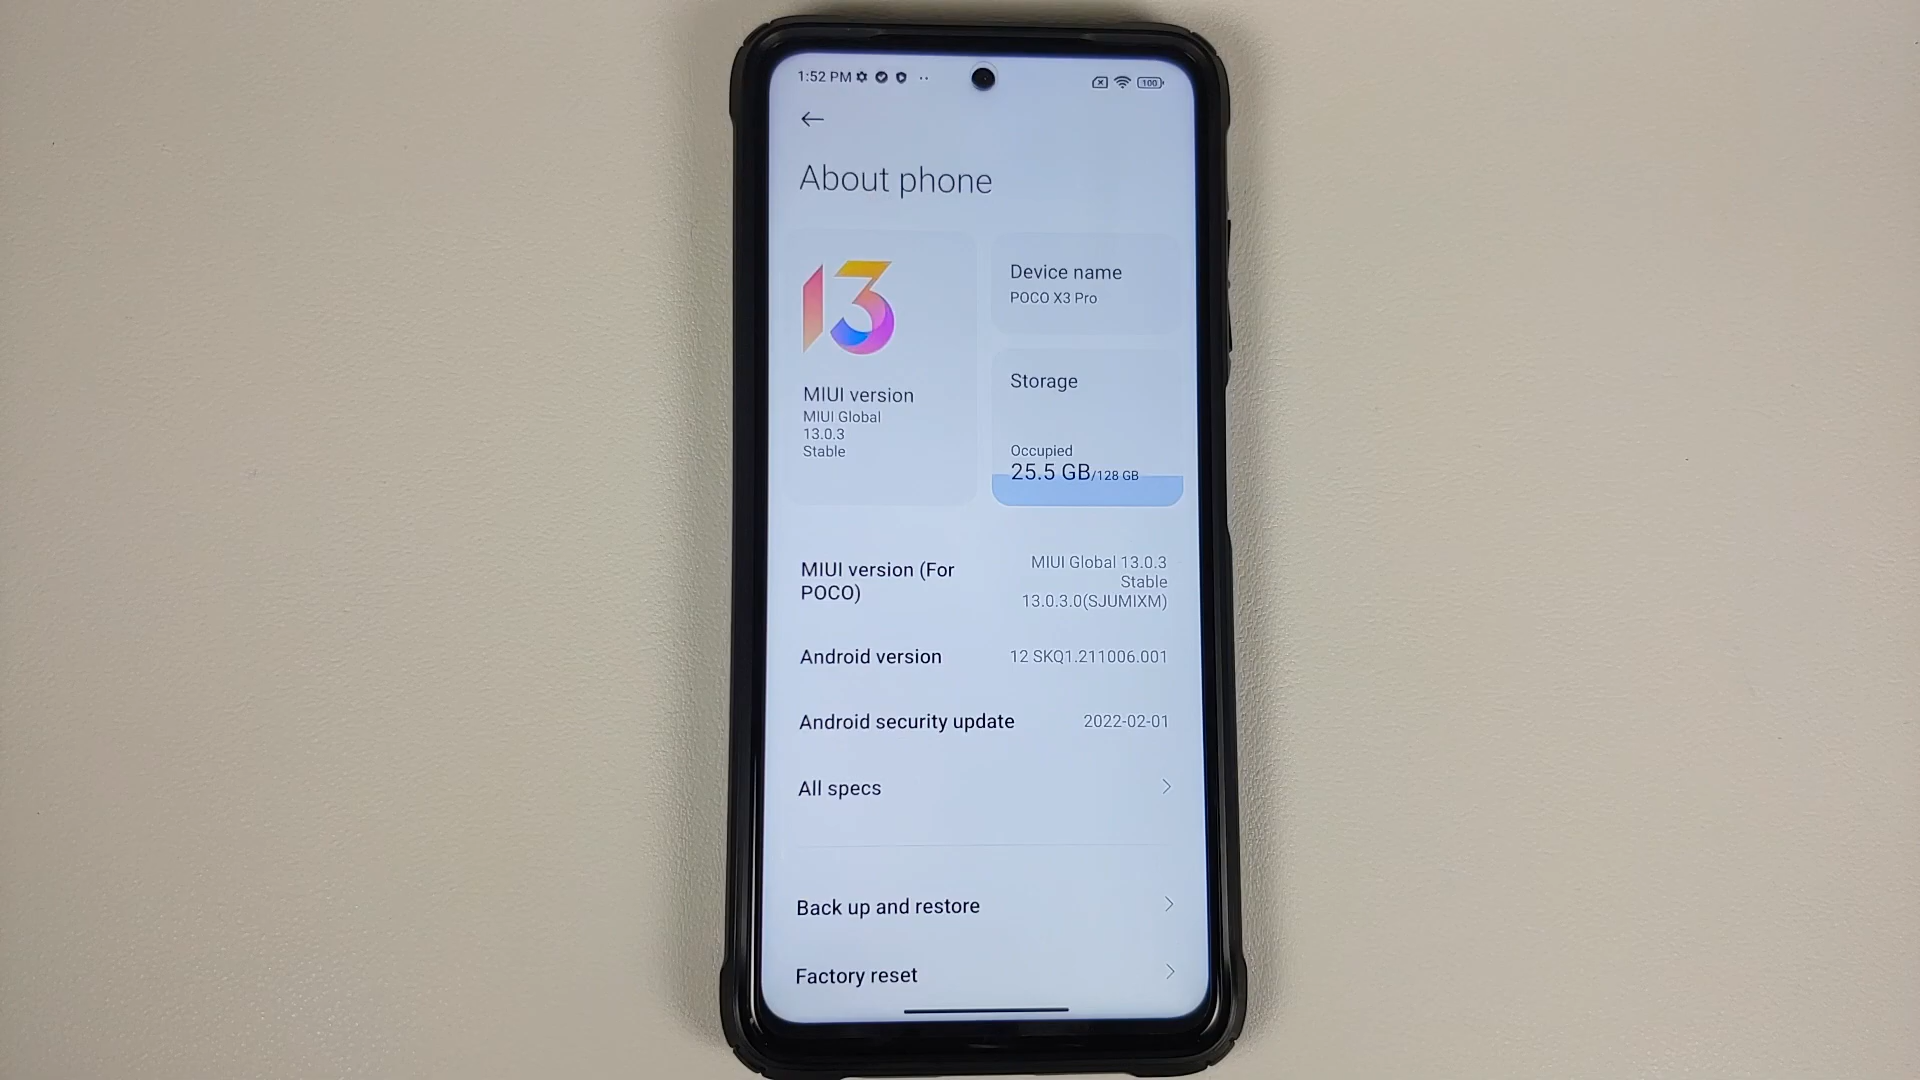 1:52 PM
100
About phone
13
Device name
POCO X3 Pro
MIUI version
MIUI Global
13.0.3
Stable
Storage
Occupied
25.5 GB/128 GB
MIUI version (For
POCO)
MIUI Global 13.0.3
Stable
13.0.3.0(SJUMIXM)
Android version
12 SKQ1.211006.001
Android security update
2022-02-01
All specs
Back up and restore
Factory reset